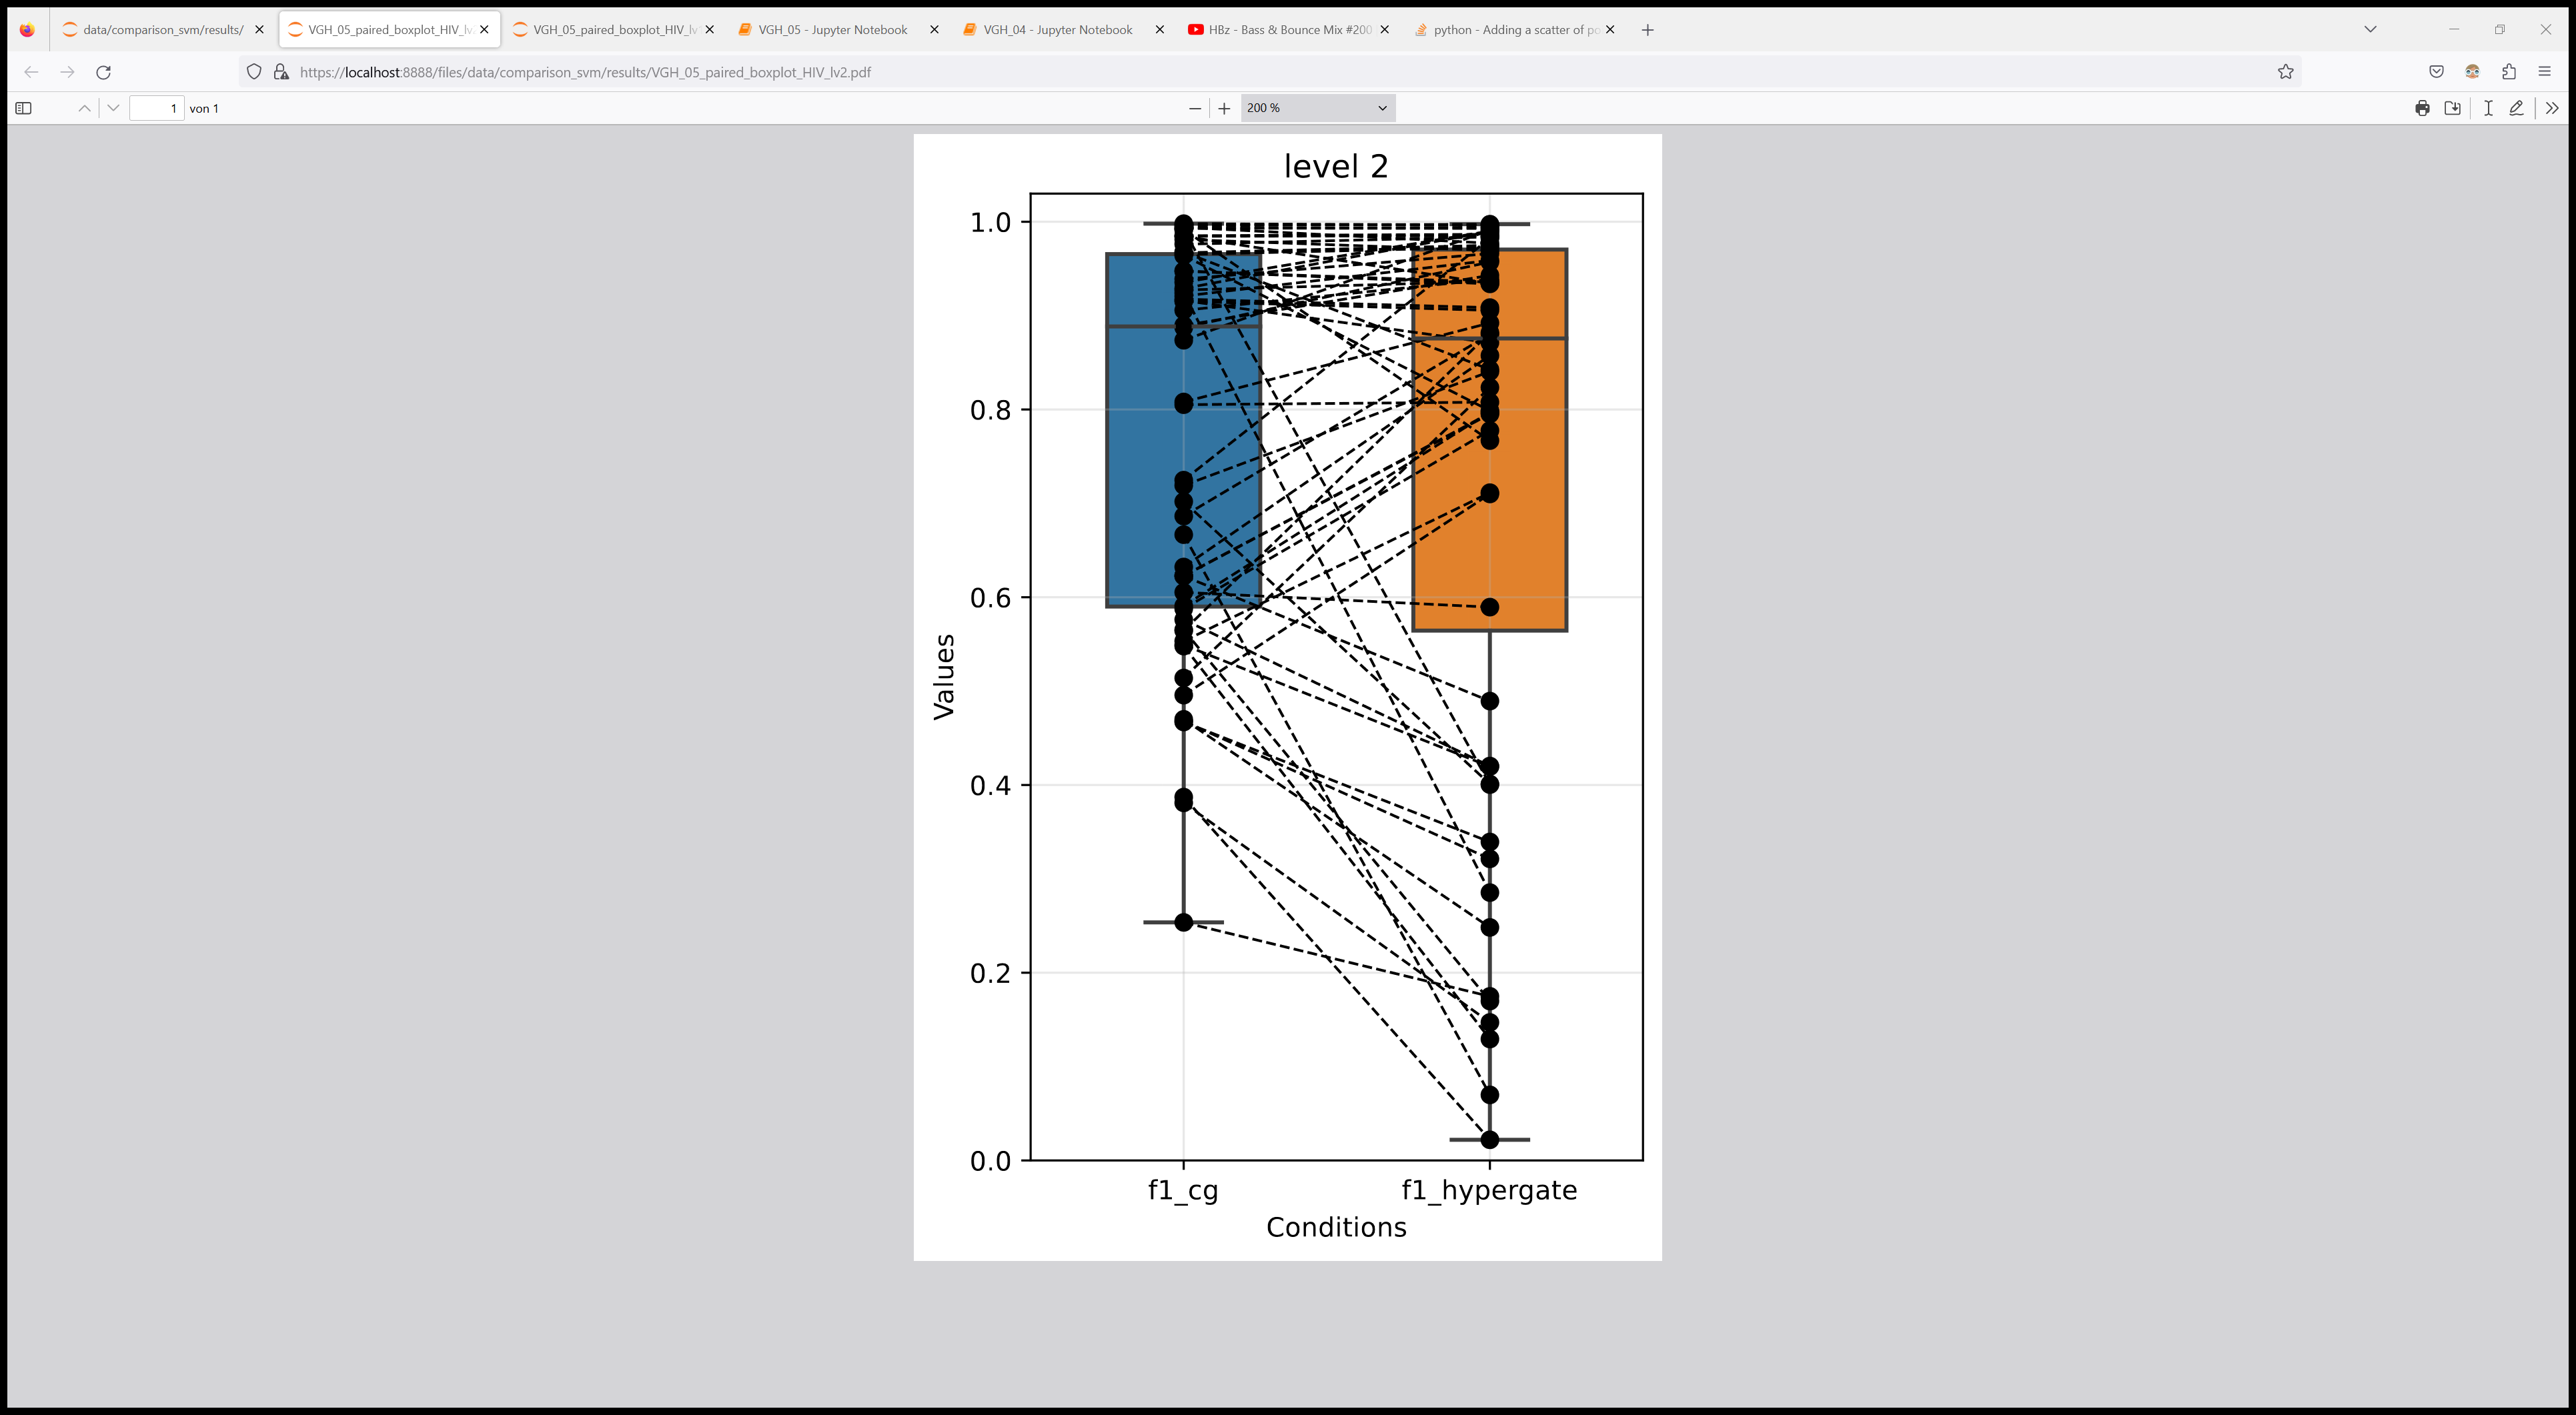 data/comparison_svm/results/
VGH_05_paired_boxplot_HIV_lv
VGH_05_paired_boxplot_HIV_lv
VGH_05 - Jupyter Notebook
VGH_04 - Jupyter Notebook
HBz - Bass & Bounce Mix #200
python - Adding a scatter of po
https://localhost:8888/files/data/comparison_svm/results/VGH_05_paired_boxplot_HIV_lv2.pdf
1 von 1
200 %
level 2
1.0
0.8
0.6
Values
0.4
0.2
0.0
f1_cg f1_hypergate
Conditions